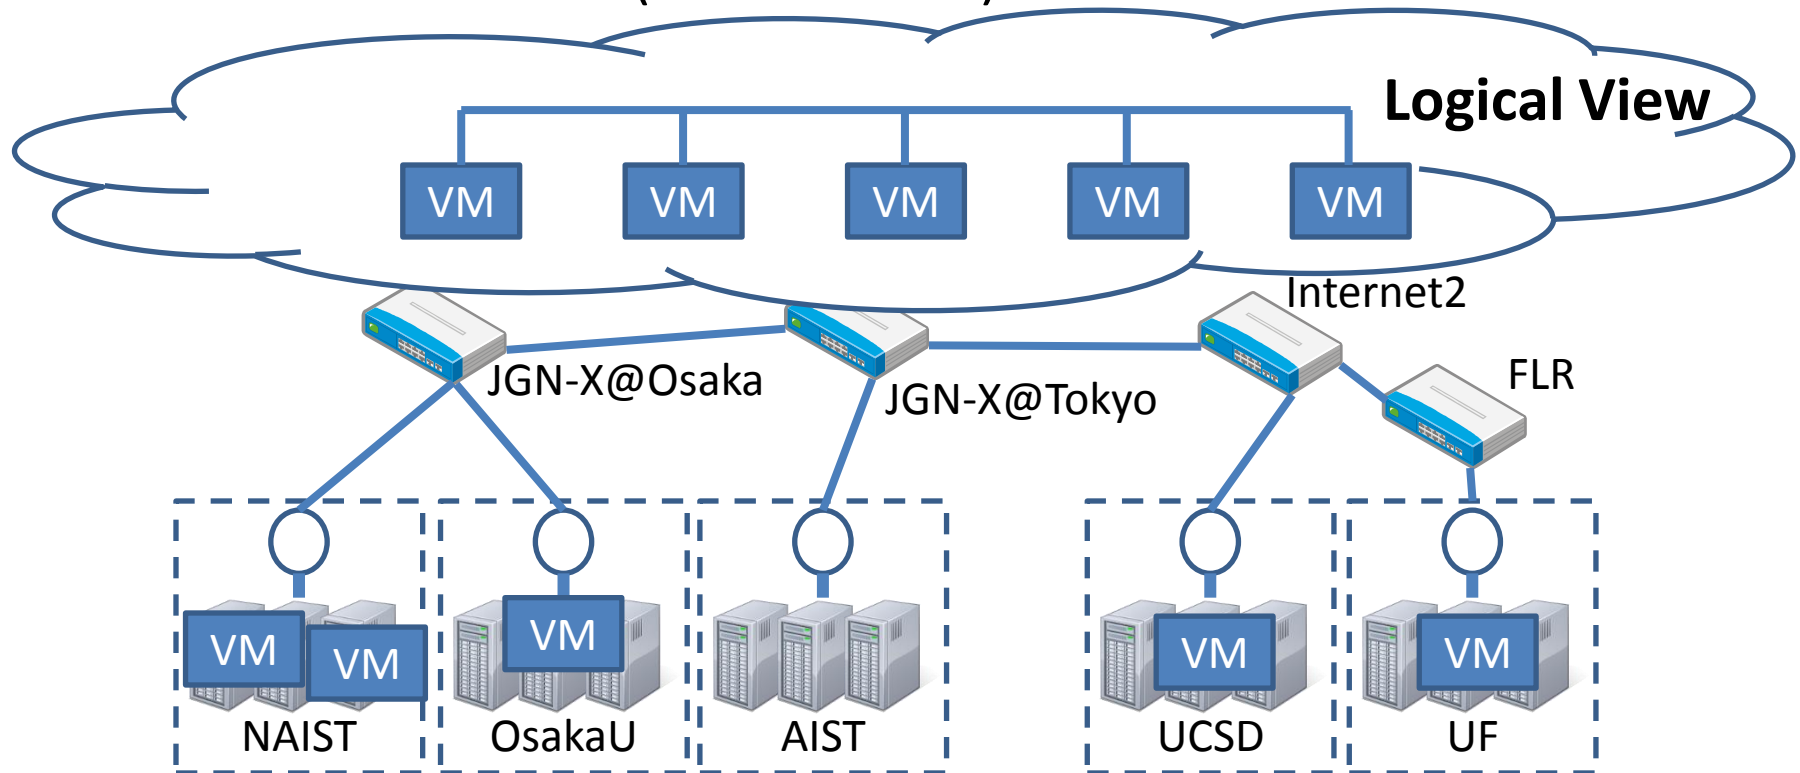 Logical View
VM VM VM VM VM
Internet2
JGN-X@Osaka
JGN-X@Tokyo
FLR
VM VM
VM
VM
VM
NAIST
OsakaU
AIST
UCSD
UF